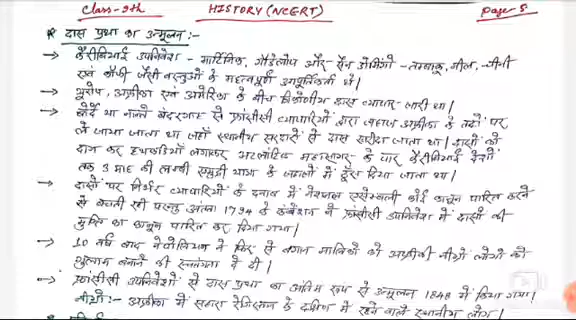 Class-9th HISTORY (NCERT) Page 5
* दास प्रथा का उन्मूलन :-
→ कैरीबियाई उपनिवेश - मार्टिनिक, गॉडेलोप और सैन डोमिंगो - तम्बाकू, नील, चीनी
एवं कॉफी जैसी वस्तुओं के महत्वपूर्ण आपूर्तिकर्ता थे।
→ यूरोप, अफ्रीका एवं अमेरिका के बीच त्रिकोणीय दास व्यापार जारी था।
→ बोर्दे या नान्ते बंदरगाह से फ्रांसीसी व्यापारियों द्वारा जहाज अफ्रीका के तटों पर
ले जाया जाता था जहाँ स्थानीय सरदारों से दास खरीदा जाता था। दासों को
दाग कर हथकड़ियाँ लगाकर अटलांटिक महासागर के पार कैरीबियाई देशों
तक 3 माह की लम्बी समुद्री यात्रा के जहाजों में ठूंस दिया जाता था।
→ दासों पर निर्भर व्यापारियों के दबाव में नेशनल एसेम्बली कोई कानून पारित करने
से बचती रही परन्तु अंततः 1794 के कन्वेंशन ने फ्रांसीसी उपनिवेश में दासों की
मुक्ति का कानून पारित कर दिया गया।
→ 10 वर्ष बाद नेपोलियन ने फिर से बगान मालिकों को अफ्रीकी नीग्रो लोगों को
गुलाम बनाने की स्वतंत्रता दे दी।
→ फ्रांसीसी उपनिवेशों से दास प्रथा का अंतिम रूप से उन्मूलन 1848 में किया गया।
नीग्रो :- अफ्रीका में सहारा रेगिस्तान के दक्षिण में रहने वाले स्थानीय लोग।